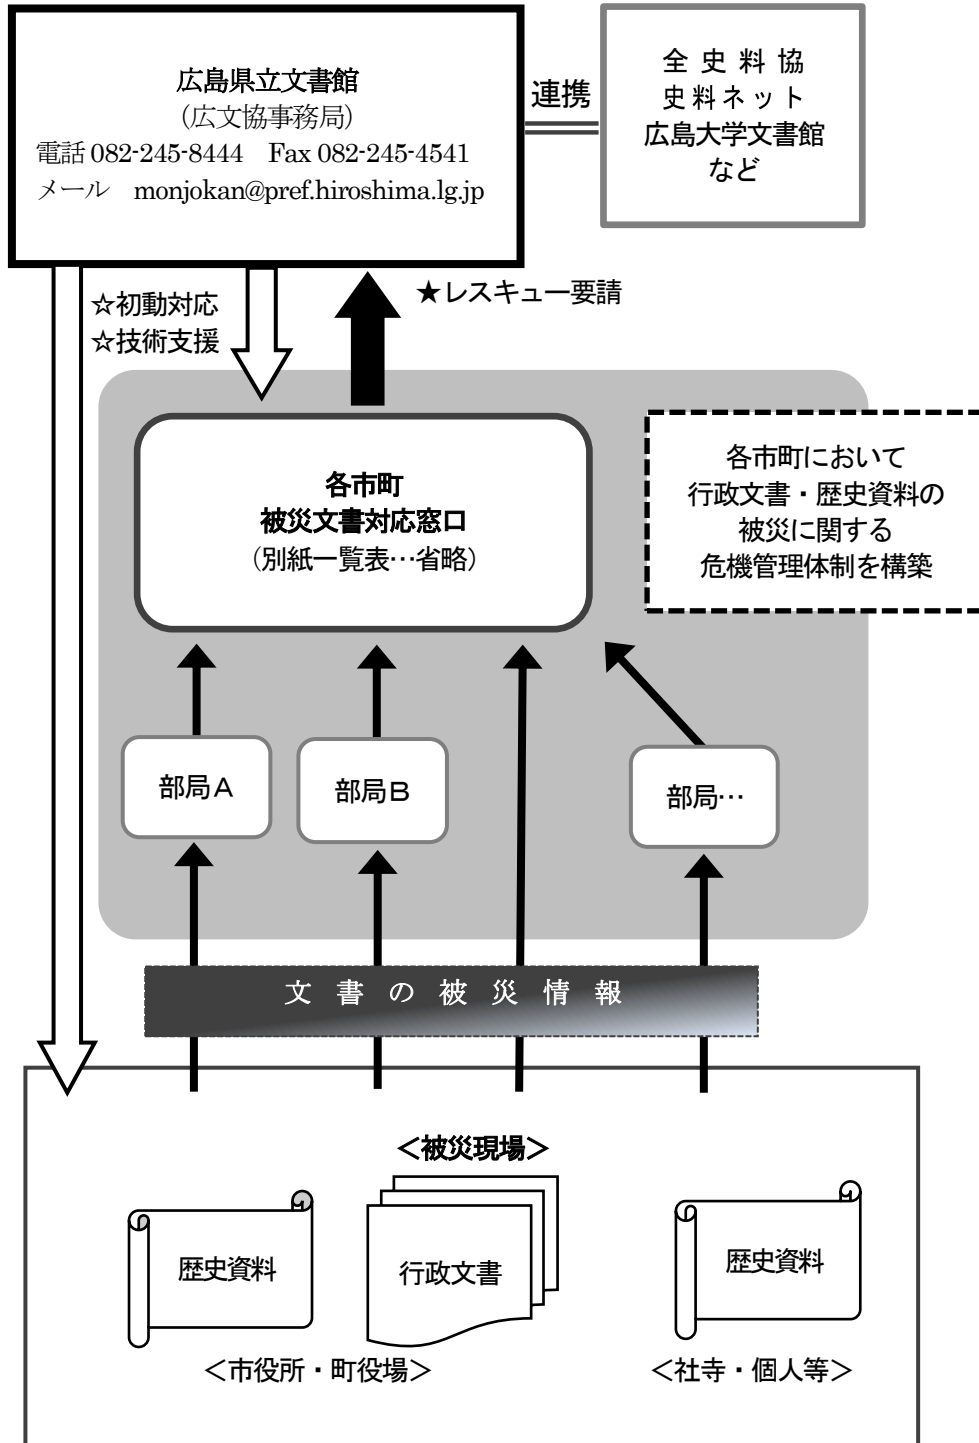 広島県立文書館
（広文協事務局）
電話 082-245-8444　Fax 082-245-4541
メール　monjokan@pref.hiroshima.lg.jp
連携
全 史 料 協
史 料 ネ ッ ト
広島大学文書館
など
☆初動対応
☆技術支援
★レスキュー要請
各市町
被災文書対応窓口
（別紙一覧表…省略）
各市町において
行政文書・歴史資料の
被災に関する
危機管理体制を構築
部局Ａ
部局Ｂ
部局…
文 書 の 被 災 情 報
＜被災現場＞
歴史資料
行政文書
歴史資料
＜市役所・町役場＞
＜社寺・個人等＞